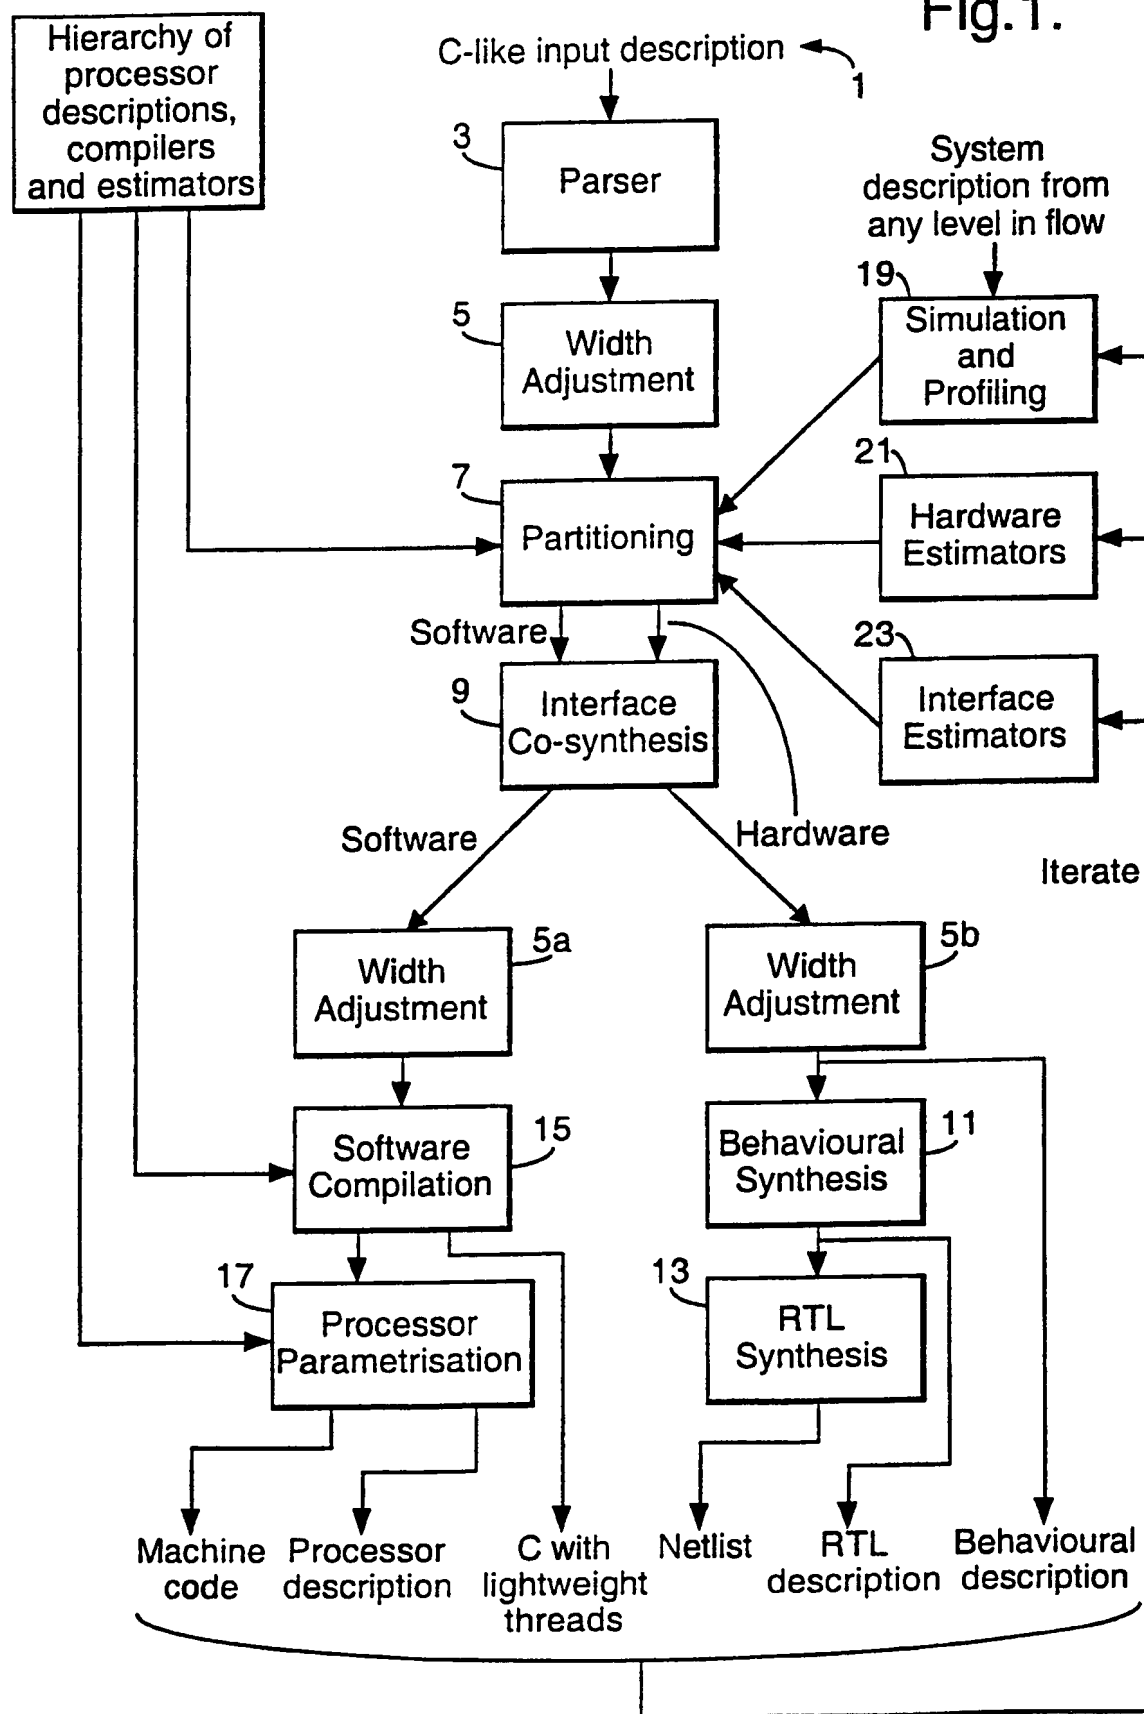 Fig.1.
Hierarchy of
processor
descriptions,
compilers
and estimators
C-like input description
1
3
Parser
System
description from
any level in flow
5
Width
Adjustment
19
Simulation
and
Profiling
7
Partitioning
21
Hardware
Estimators
Software
9
Interface
Co-synthesis
23
Interface
Estimators
Software
Hardware
Iterate
5a
Width
Adjustment
5b
Width
Adjustment
15
Software
Compilation
11
Behavioural
Synthesis
17
Processor
Parametrisation
13
RTL
Synthesis
Machine
code
Processor
description
C with
lightweight
threads
Netlist
RTL
description
Behavioural
description